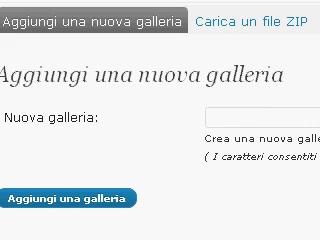 Aggiungi una nuova galleria Carica un file ZIP
Aggiungi una nuova galleria
Nuova galleria:
Crea una nuova galle
( I caratteri consentiti
Aggiungi una galleria